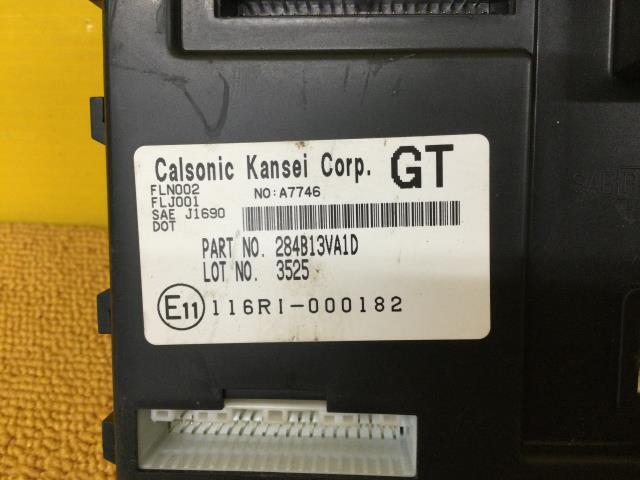 Calsonic Kansei Corp. GT
FLN002 NO:A7746
FLJ001
SAE J1690
DOT
PART NO. 284B13VA1D
LOT NO. 3525
E11 116RI-000182